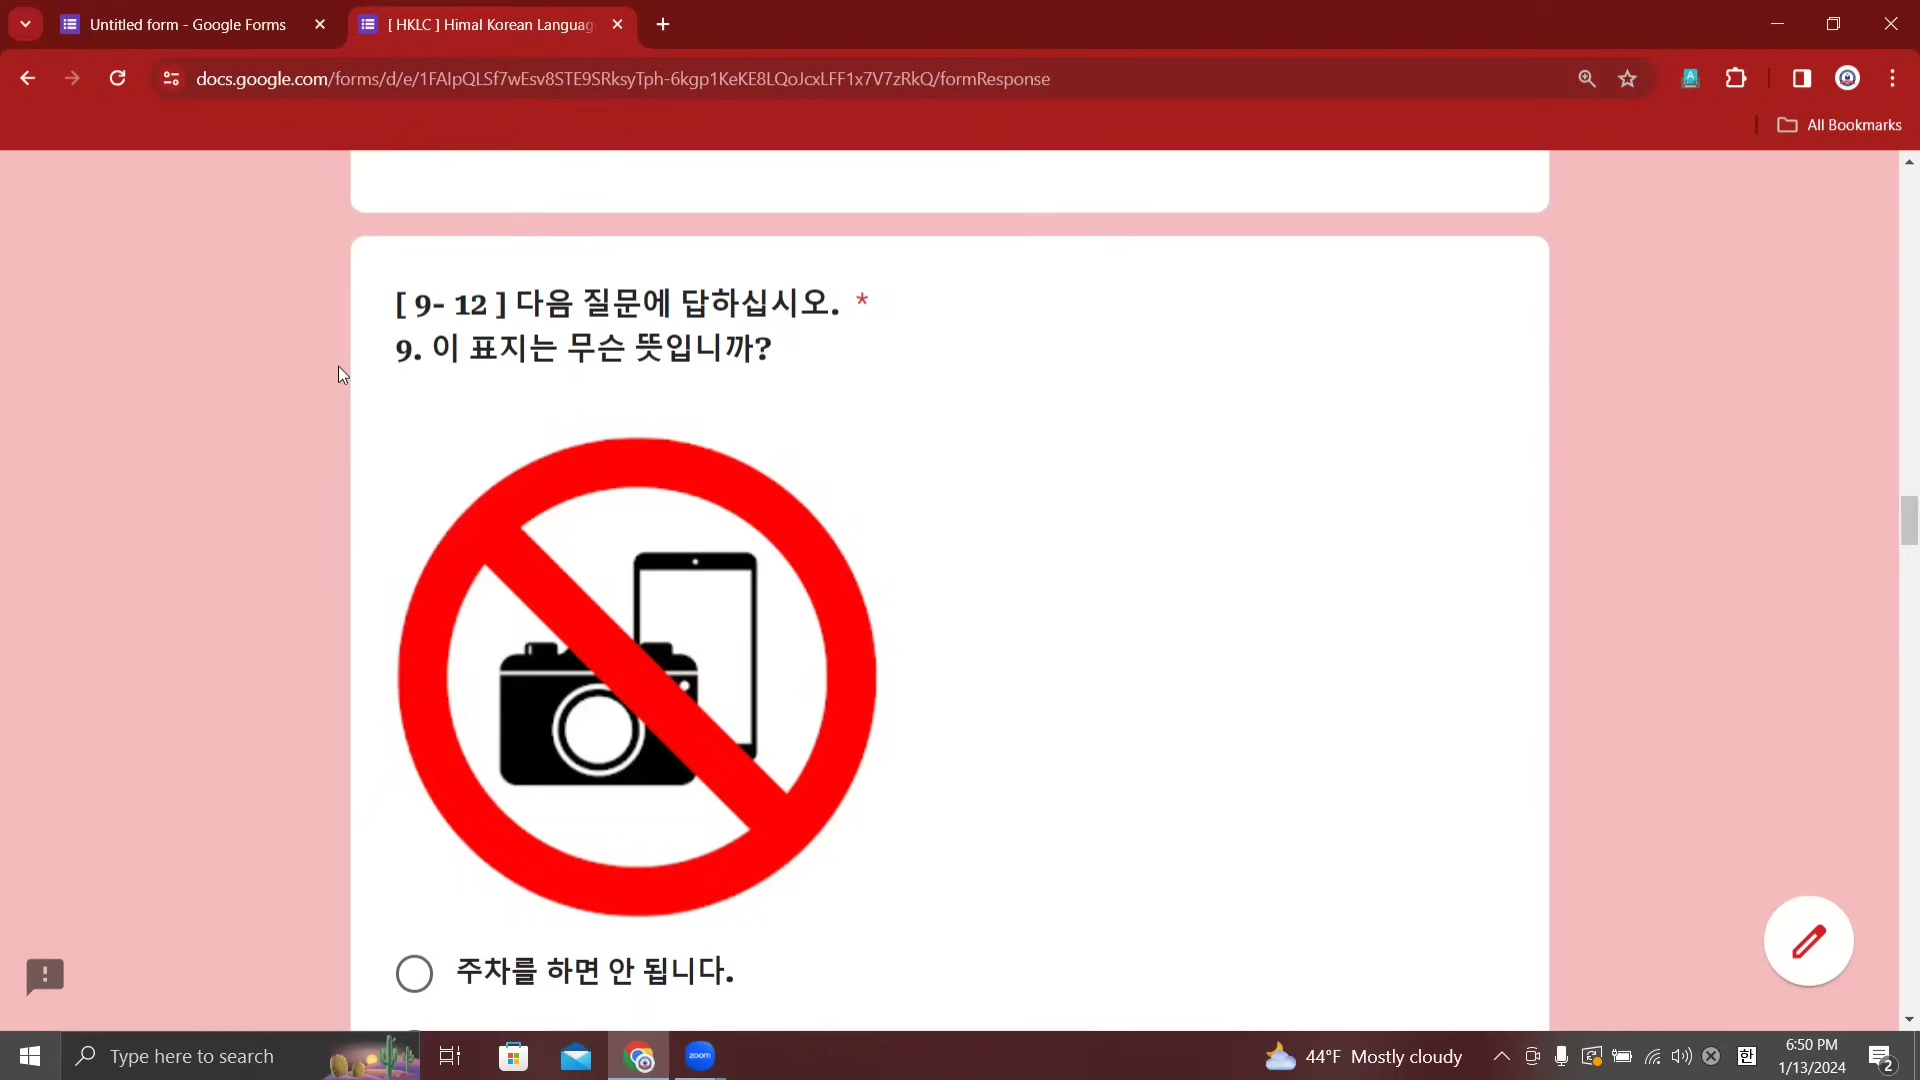 Untitled form - Google Forms
[ HKLC ] Himal Korean Languag
docs.google.com/forms/d/e/1FAIpQLSf7wEsv8STE9SRksyTph-6kgp1KeKE8LQoJcxLFF1x7V7zRkQ/formResponse
All Bookmarks
[ 9- 12 ] 다음 질문에 답하십시오. *
9. 이 표지는 무슨 뜻입니까?
주차를 하면 안 됩니다.
Type here to search
zoom
44°F Mostly cloudy
한
6:50 PM
1/13/2024
2